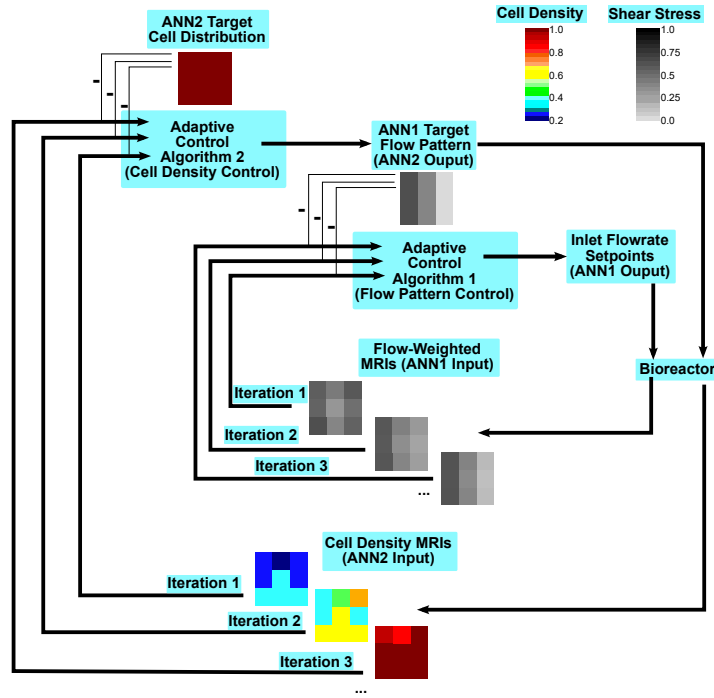 ANN2 Target
Cell Distribution
Cell Density
1.0
0.8
0.6
0.4
0.2
Shear Stress
1.0
0.75
0.5
0.25
0
-
-
-
Adaptive
Control
Algorithm 2
(Cell Density Control)
ANN1 Target
Flow Pattern
(ANN2 Ouput)
-
-
-
Adaptive
Control
Algorithm 1
(Flow Pattern Control)
Inlet Flowrate
Setpoints
(ANN1 Ouput)
Bioreactor
Flow-Weighted
MRIs (ANN1 Input)
Iteration 1
Iteration 2
Iteration 3
...
Cell Density MRIs
(ANN2 Input)
Iteration 1
Iteration 2
Iteration 3
...